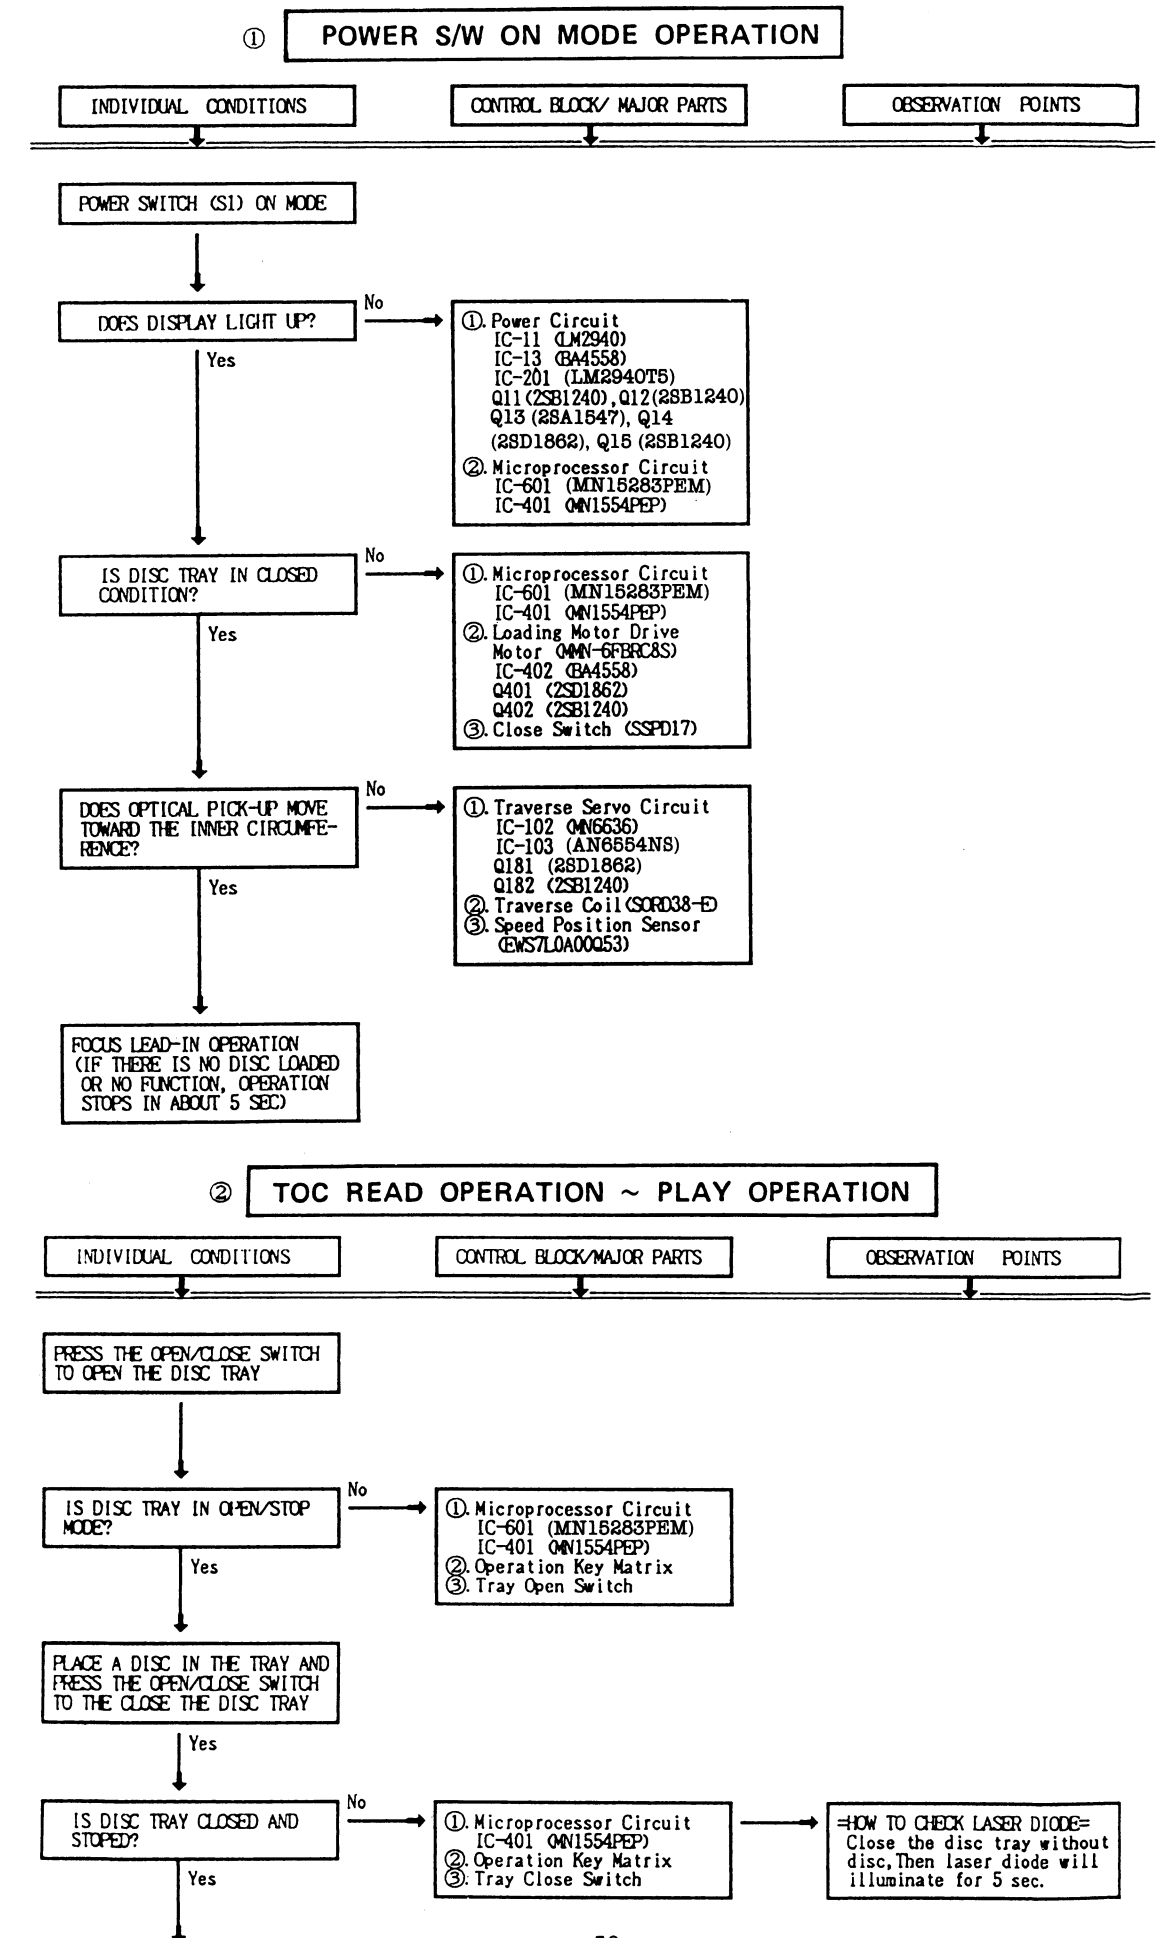 ① POWER S/W ON MODE OPERATION
INDIVIDUAL CONDITIONS
CONTROL BLOCK/ MAJOR PARTS
OBSERVATION POINTS
POWER SWITCH (S1) ON MODE
DOES DISPLAY LIGHT UP?
No
Yes
①. Power Circuit
IC-11 (LM2940)
IC-13 (BA4558)
IC-201 (LM2940T5)
Q11(2SB1240),Q12(2SB1240)
Q13(2SA1547), Q14
(2SD1862), Q15(2SB1240)
②. Microprocessor Circuit
IC-601 (MN15283PEM)
IC-401 (MN1554PEP)
IS DISC TRAY IN CLOSED
CONDITION?
No
Yes
①. Microprocessor Circuit
IC-601 (MN15283PEM)
IC-401 (MN1554PEP)
②. Loading Motor Drive
Motor (MMN-6FBRC8S)
IC-402 (BA4558)
Q401 (2SD1862)
Q402 (2SB1240)
③. Close Switch (SSPD17)
DOES OPTICAL PICK-UP MOVE
TOWARD THE INNER CIRCUMFE-
RENCE?
No
Yes
①. Traverse Servo Circuit
IC-102 (MN6636)
IC-103 (AN6554NS)
Q181 (2SD1862)
Q182 (2SB1240)
②. Traverse Coil(SORD38-E)
③. Speed Position Sensor
(EWS7L0A00Q53)
FOCUS LEAD-IN OPERATION
(IF THERE IS NO DISC LOADED
OR NO FUNCTION, OPERATION
STOPS IN ABOUT 5 SEC)
② TOC READ OPERATION ~ PLAY OPERATION
INDIVIDUAL CONDITIONS
CONTROL BLOCK/MAJOR PARTS
OBSERVATION POINTS
PRESS THE OPEN/CLOSE SWITCH
TO OPEN THE DISC TRAY
IS DISC TRAY IN OPEN/STOP
MODE?
No
Yes
①. Microprocessor Circuit
IC-601 (MN15283PEM)
IC-401 (MN1554PEP)
②. Operation Key Matrix
③. Tray Open Switch
PLACE A DISC IN THE TRAY AND
PRESS THE OPEN/CLOSE SWITCH
TO THE CLOSE THE DISC TRAY
Yes
IS DISC TRAY CLOSED AND
STOPED?
No
Yes
①. Microprocessor Circuit
IC-401 (MN1554PEP)
②. Operation Key Matrix
③. Tray Close Switch
=HOW TO CHECK LASER DIODE=
Close the disc tray without
disc,Then laser diode will
illuminate for 5 sec.